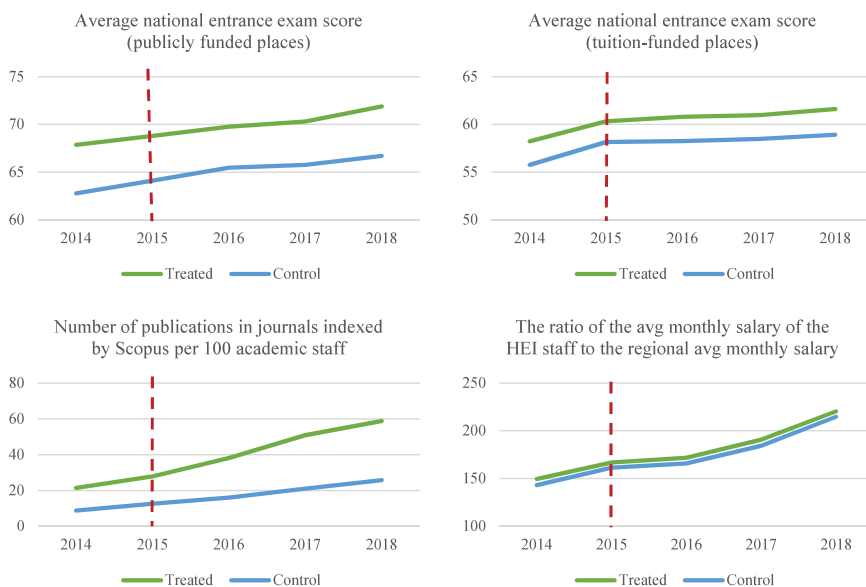 Average national entrance exam score
(publicly funded places)
75
70
65
60
2014 2015 2016 2017 2018
Treated Control
Average national entrance exam score
(tuition-funded places)
65
60
55
50
2014 2015 2016 2017 2018
Treated Control
Number of publications in journals indexed
by Scopus per 100 academic staff
80
60
40
20
0
2014 2015 2016 2017 2018
Treated Control
The ratio of the avg monthly salary of the
HEI staff to the regional avg monthly salary
250
200
150
100
2014 2015 2016 2017 2018
Treated Control